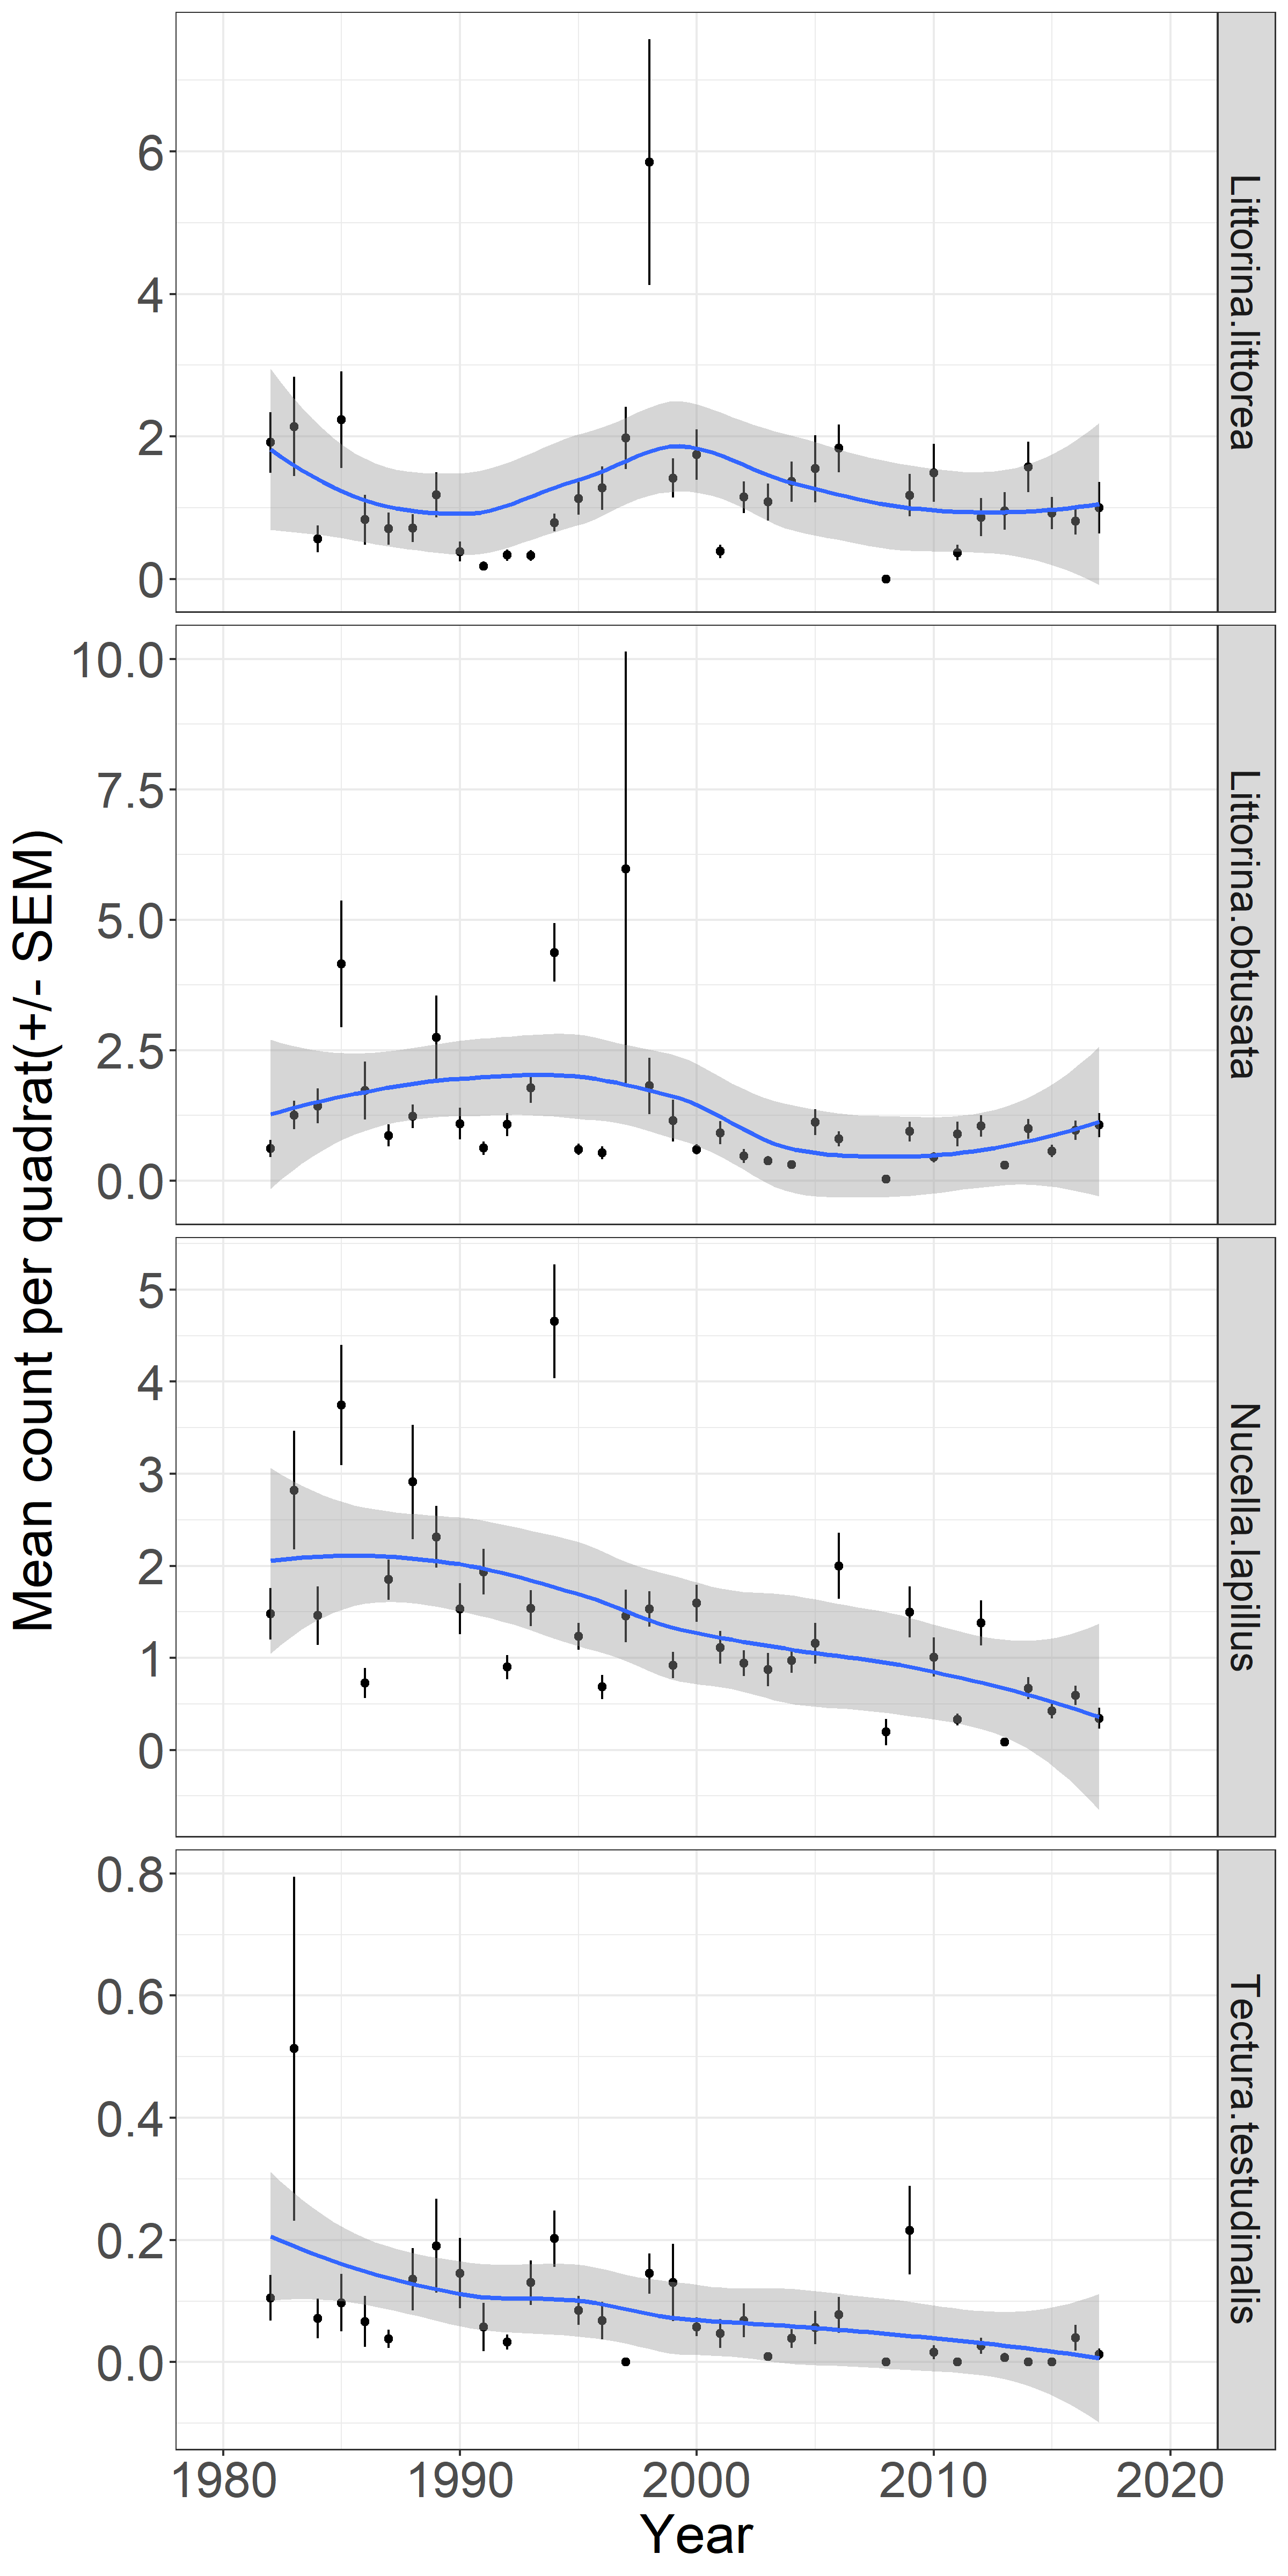 Mean count per quadrat(+/- SEM)
6
4
2
0
Littorina.littorea
10.0
7.5
5.0
2.5
0.0
Littorina.obtusata
5
4
3
2
1
0
Nucella.lapillus
0.8
0.6
0.4
0.2
0.0
Tectura.testudinalis
1980 1990 2000 2010 2020
Year